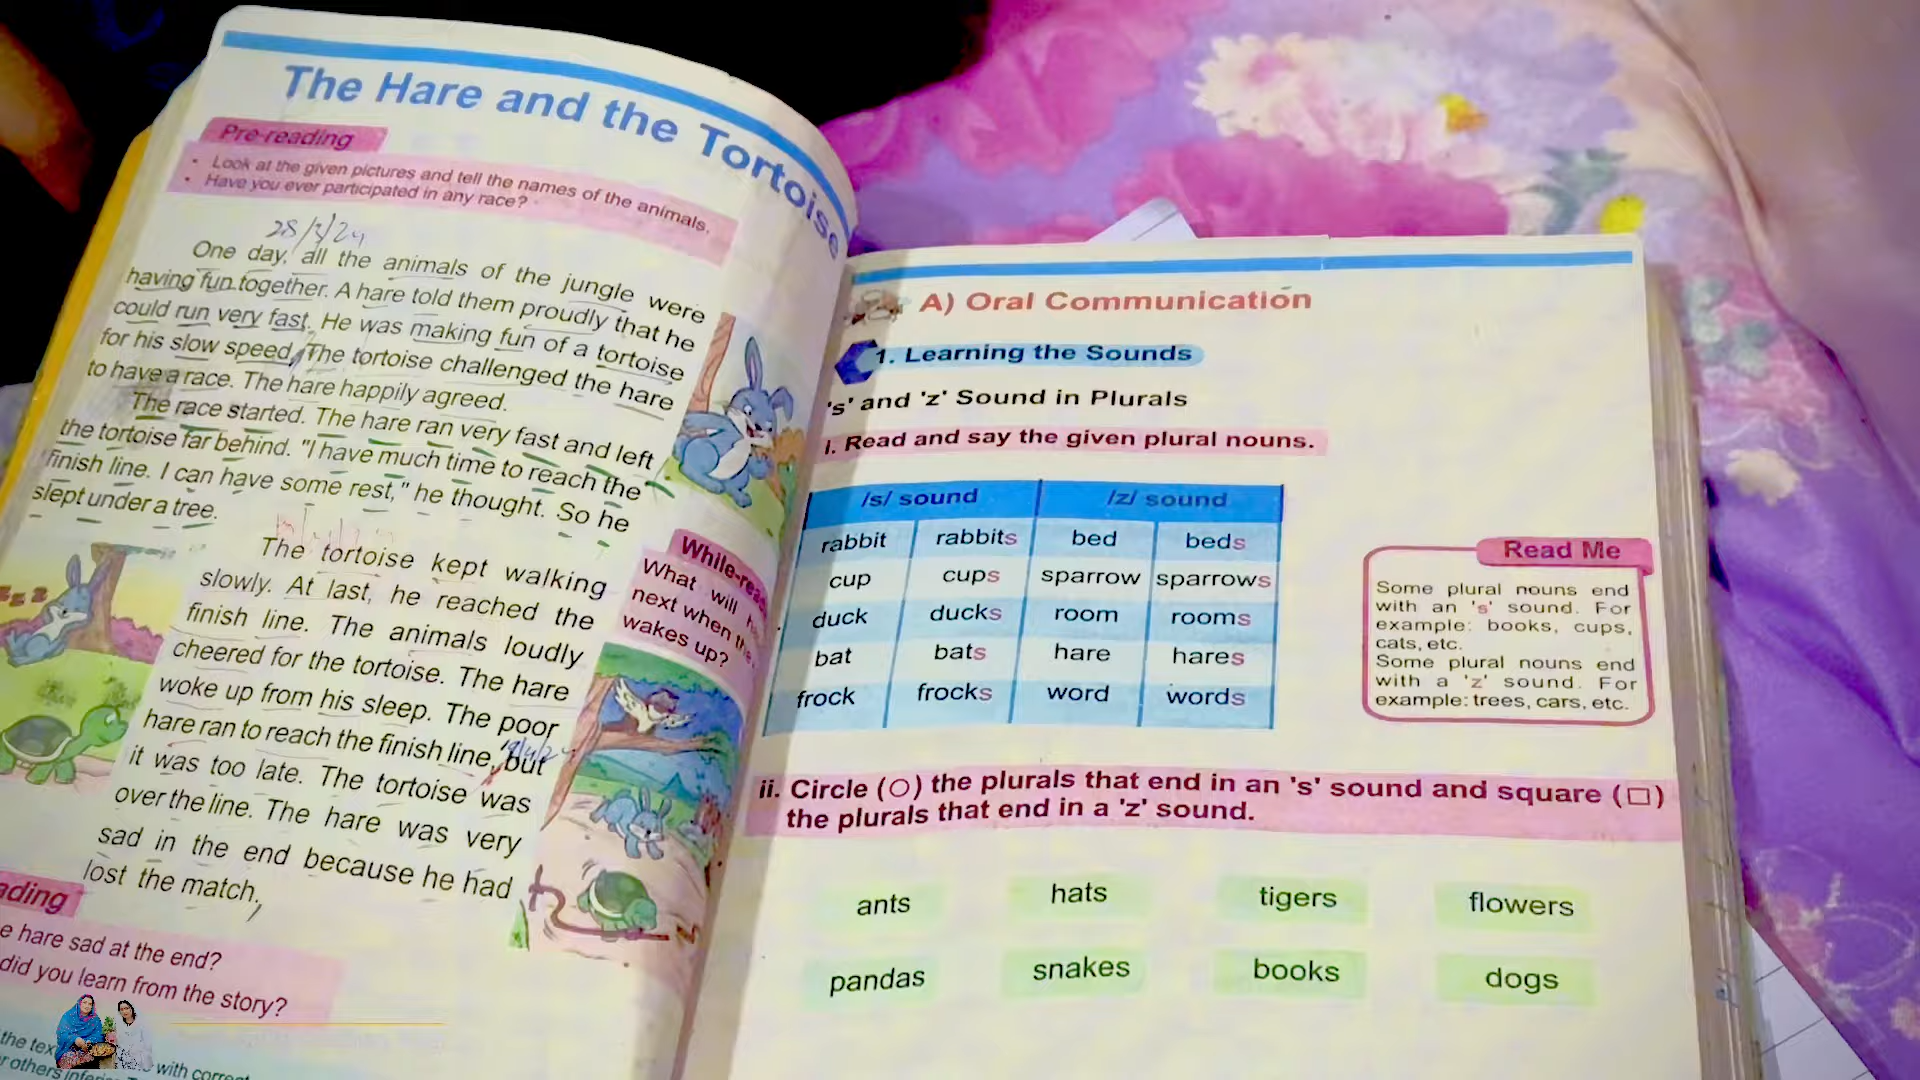 The Hare and the Tortoise
Pre-reading
• Look at the given pictures and tell the names of the animals.
• Have you ever participated in any race?
28/3/24
One day, all the animals of the jungle were
having fun together. A hare told them proudly that he
could run very fast. He was making fun of a tortoise
for his slow speed. The tortoise challenged the hare
to have a race. The hare happily agreed.
The race started. The hare ran very fast and left
the tortoise far behind. "I have much time to reach the
finish line. I can have some rest," he thought. So he
slept under a tree.
The tortoise kept walking
slowly. At last, he reached the
finish line. The animals loudly
cheered for the tortoise. The hare
woke up from his sleep. The poor
hare ran to reach the finish line, but
it was too late. The tortoise was
over the line. The hare was very
sad in the end because he had
lost the match.
While-read
What will
next when the
wakes up?
zzz
ading
e hare sad at the end?
did you learn from the story?
the tex with correct
r others
A) Oral Communication
1. Learning the Sounds
's' and 'z' Sound in Plurals
i. Read and say the given plural nouns.
/s/ sound /z/ sound
rabbit rabbits bed beds
cup cups sparrow sparrows
duck ducks room rooms
bat bats hare hares
frock frocks word words
Read Me
Some plural nouns end
with an 's' sound. For
example: books, cups,
cats, etc.
Some plural nouns end
with a 'z' sound. For
example: trees, cars, etc.
ii. Circle (○) the plurals that end in an 's' sound and square (□)
the plurals that end in a 'z' sound.
ants hats tigers flowers
pandas snakes books dogs